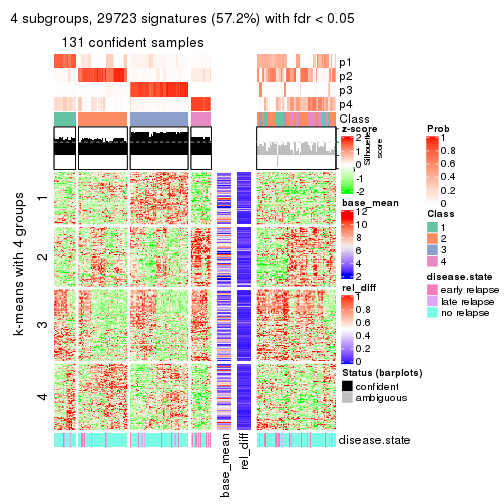 4 subgroups, 29723 signatures (57.2%) with fdr < 0.05
131 confident samples
p1
p2
p3
p4
Class
Silhouette
score
k-means with 4 groups
1
2
3
4
base_mean
rel_diff
disease.state
z-score
2
1
0
-1
-2
base_mean
12
10
8
6
4
2
rel_diff
1
0.8
0.6
0.4
0.2
0
Status (barplots)
confident
ambiguous
Prob
1
0.8
0.6
0.4
0.2
0
Class
1
2
3
4
disease.state
early relapse
late relapse
no relapse